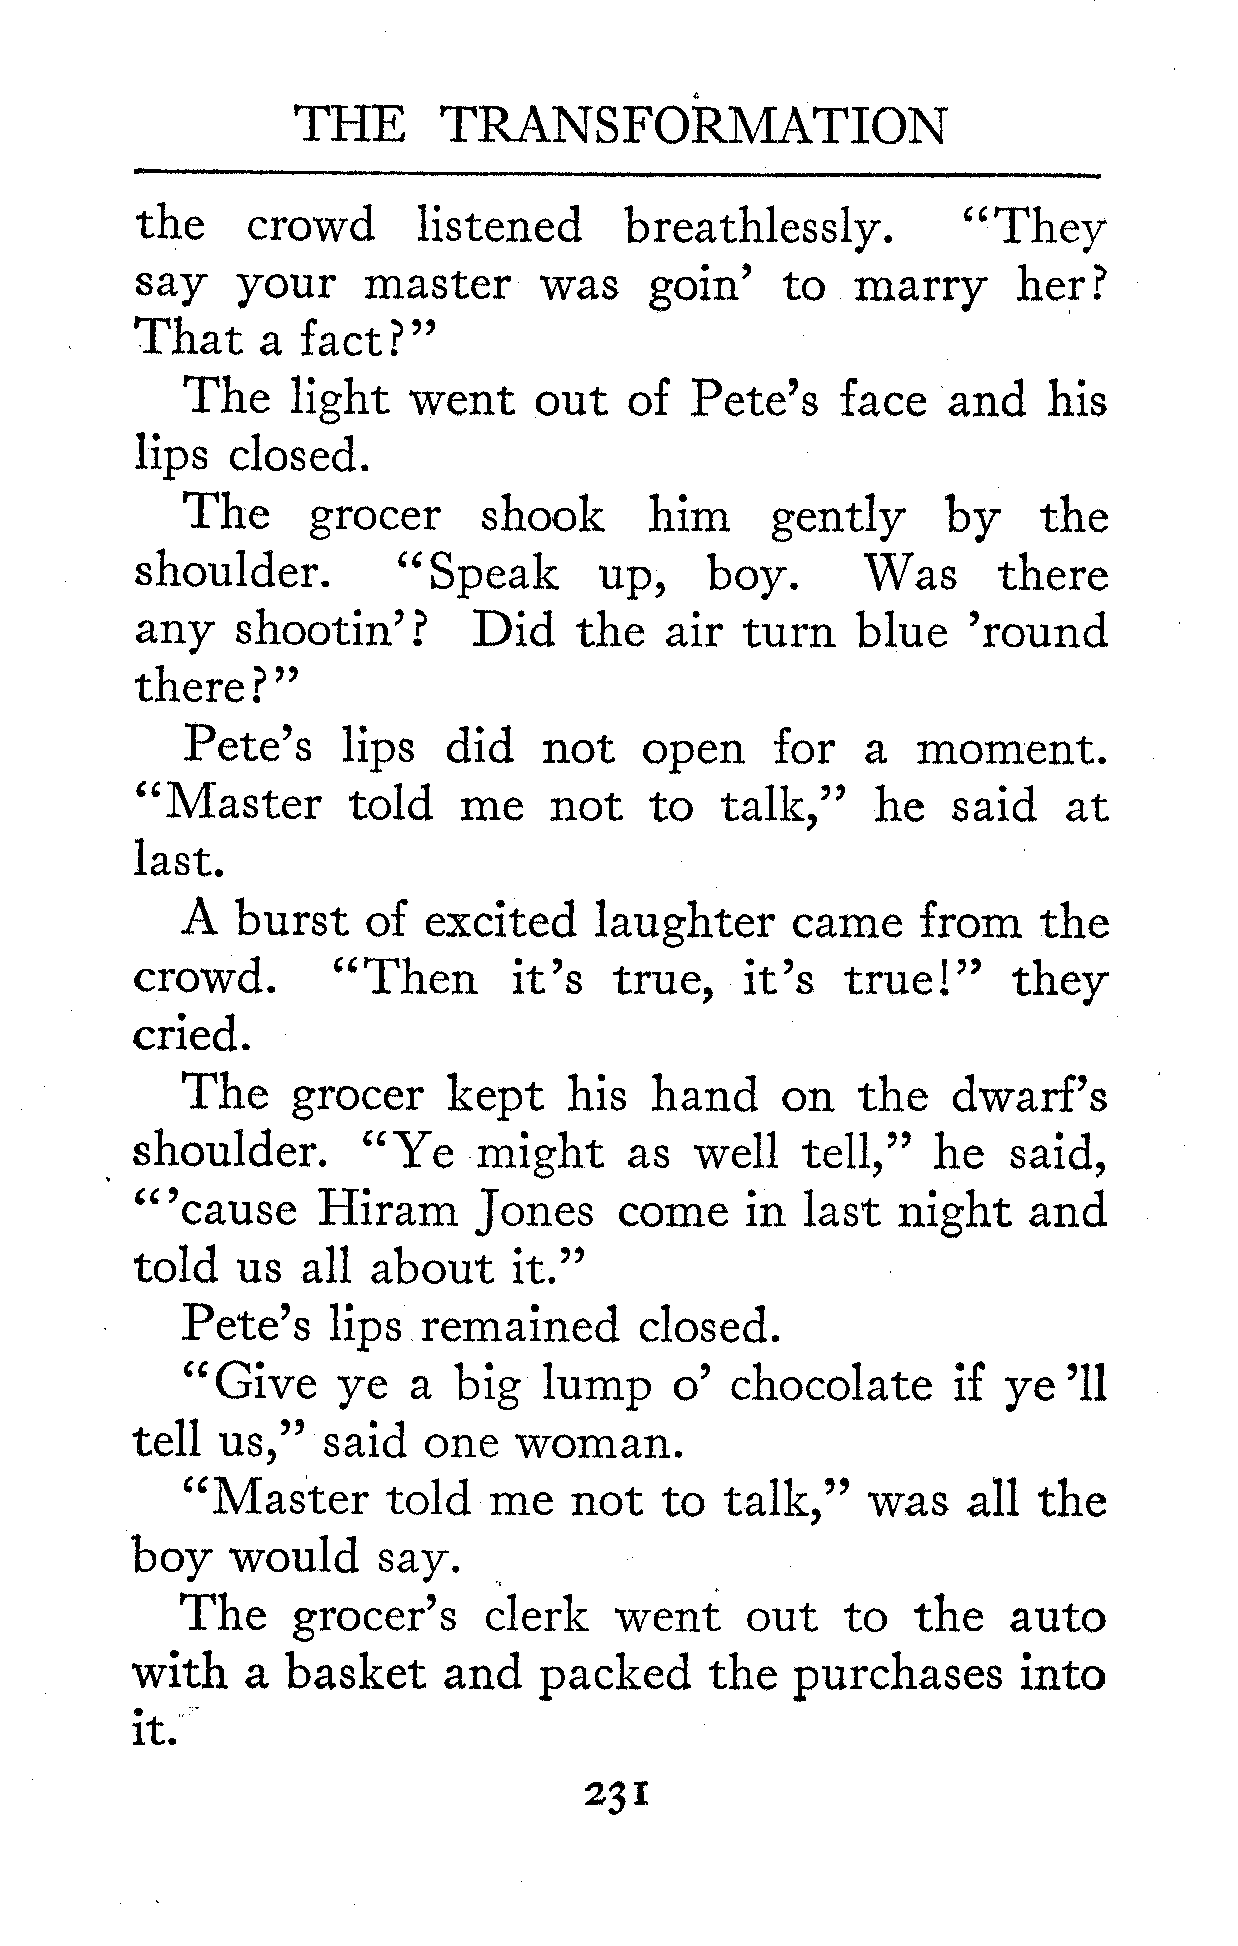 THE TRANSFORMATION
the crowd listened breathlessly. "They
say your master was goin' to marry her?
That a fact?"
The light went out of Pete's face and his
lips closed.
The grocer shook him gently by the
shoulder. "Speak up, boy. Was there
any shootin'? Did the air turn blue 'round
there?"
Pete's lips did not open for a moment.
"Master told me not to talk," he said at
last.
A burst of excited laughter came from the
crowd. "Then it's true, it's true!" they
cried.
The grocer kept his hand on the dwarf's
shoulder. "Ye might as well tell," he said,
"'cause Hiram Jones come in last night and
told us all about it."
Pete's lips remained closed.
"Give ye a big lump o' chocolate if ye 'll
tell us," said one woman.
"Master told me not to talk," was all the
boy would say.
The grocer's clerk went out to the auto
with a basket and packed the purchases into
it.
231